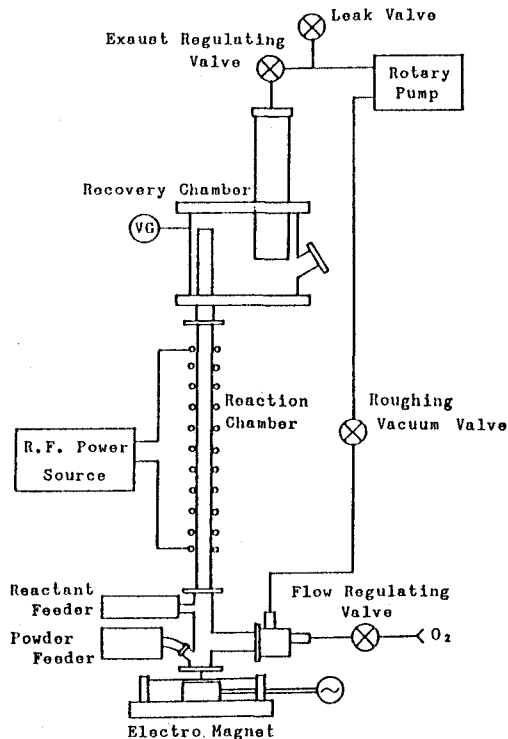 Leak Valve
Exaust Regulating
Valve
Rotary
Pump
Recovery Chamber
VG
Reaction
Chamber
Roughing
Vacuum Valve
R.F. Power
Source
Reactant
Feeder
Flow Regulating
Valve
O₂
Powder
Feeder
Electro Magnet